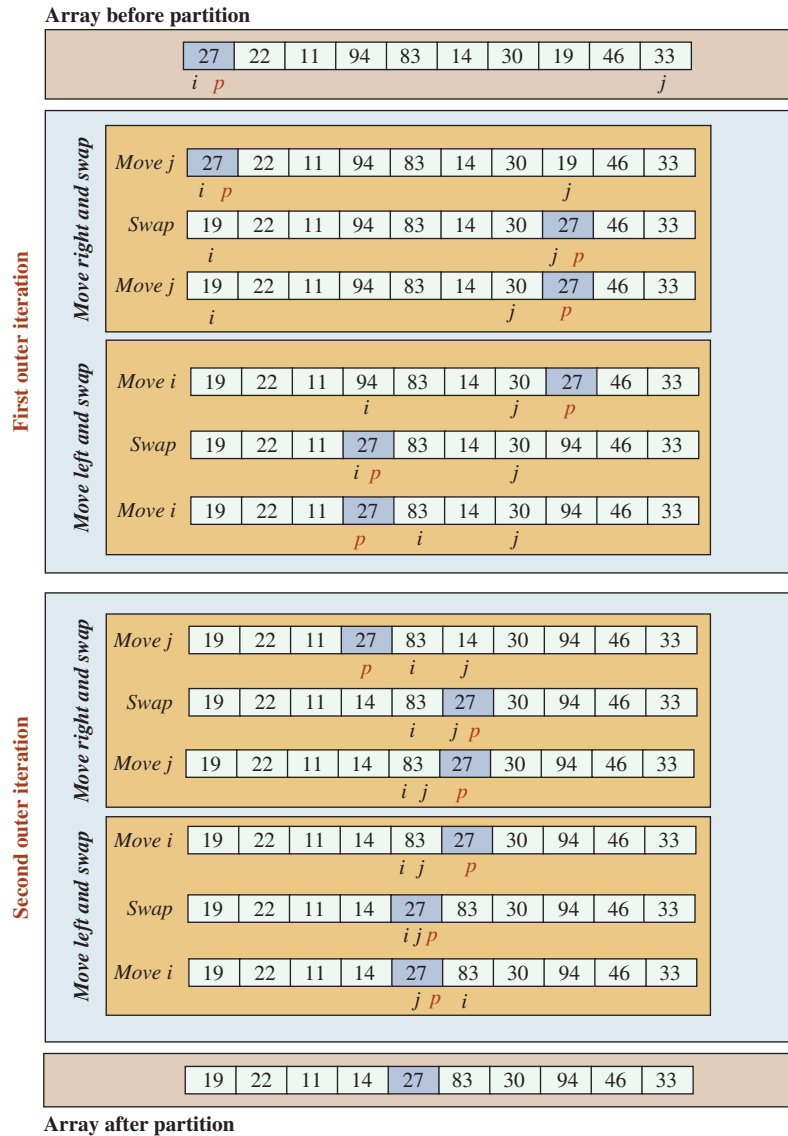 Array before partition
27 22 11 94 83 14 30 19 46 33
i p j
First outer iteration
Move right and swap
Move j 27 22 11 94 83 14 30 19 46 33
i p j
Swap 19 22 11 94 83 14 30 27 46 33
i j p
Move j 19 22 11 94 83 14 30 27 46 33
i j p
Move left and swap
Move i 19 22 11 94 83 14 30 27 46 33
i j p
Swap 19 22 11 27 83 14 30 94 46 33
i p j
Move i 19 22 11 27 83 14 30 94 46 33
p i j
Second outer iteration
Move right and swap
Move j 19 22 11 27 83 14 30 94 46 33
p i j
Swap 19 22 11 14 83 27 30 94 46 33
i j p
Move j 19 22 11 14 83 27 30 94 46 33
i j p
Move left and swap
Move i 19 22 11 14 83 27 30 94 46 33
i j p
Swap 19 22 11 14 27 83 30 94 46 33
i j p
Move i 19 22 11 14 27 83 30 94 46 33
j p i
19 22 11 14 27 83 30 94 46 33
Array after partition